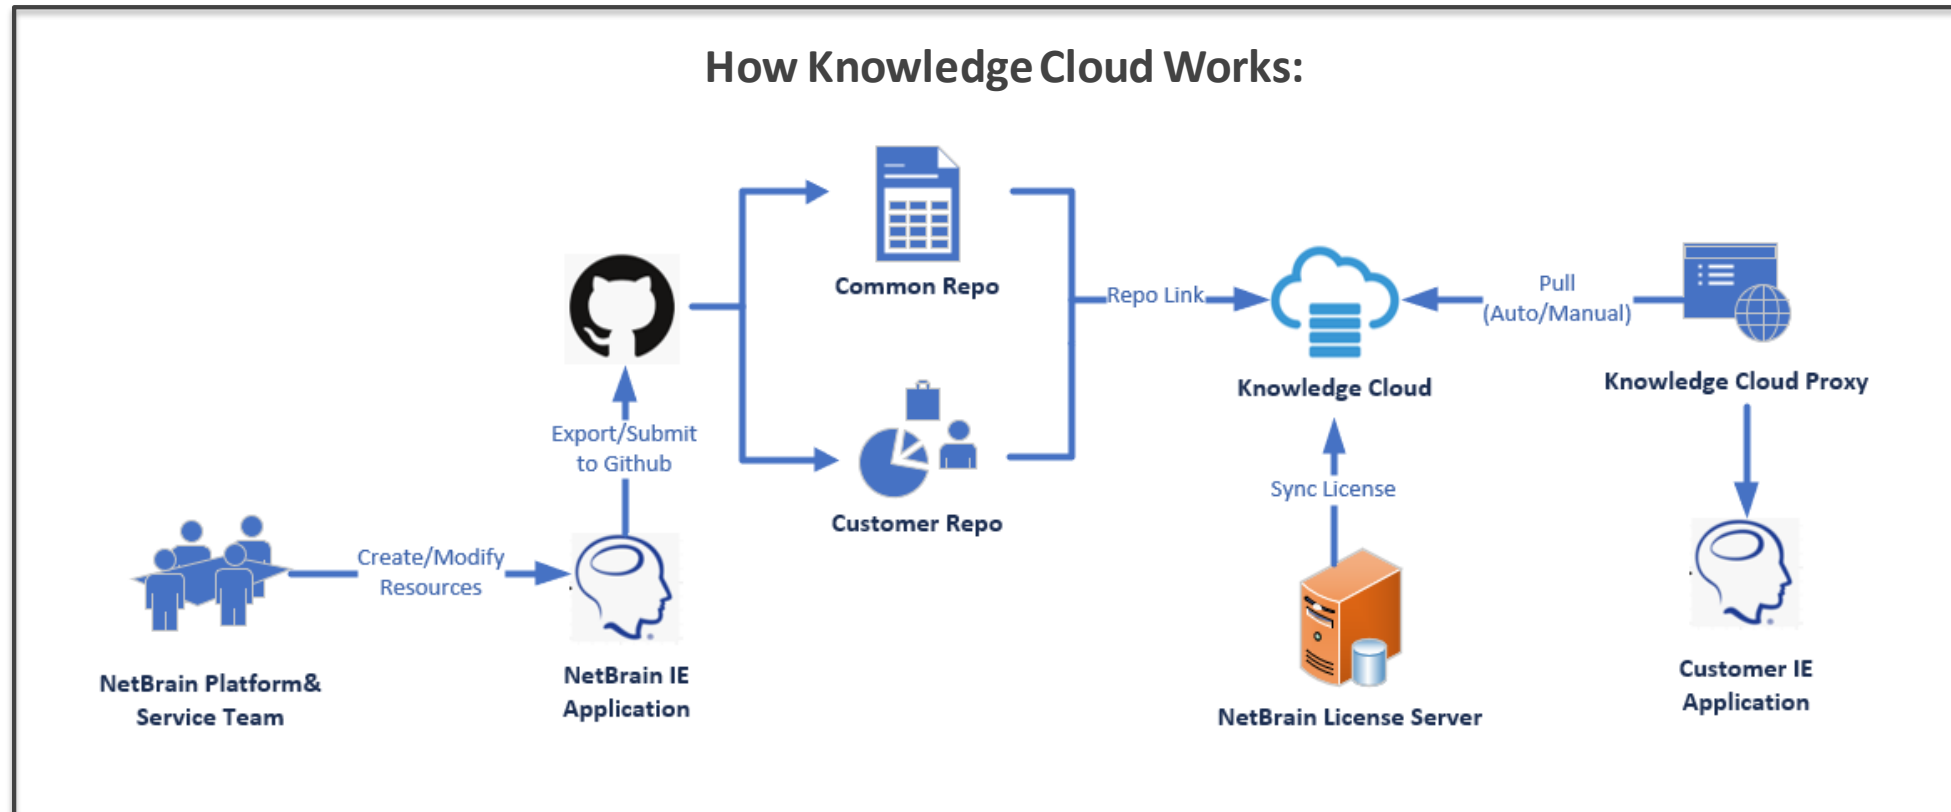 How Knowledge Cloud Works:
Common Repo
Repo Link
Pull
(Auto/Manual)
Knowledge Cloud
Knowledge Cloud Proxy
Export/Submit
to Github
Sync License
Customer Repo
Create/Modify
Resources
NetBrain Platform&
Service Team
NetBrain IE
Application
NetBrain License Server
Customer IE
Application